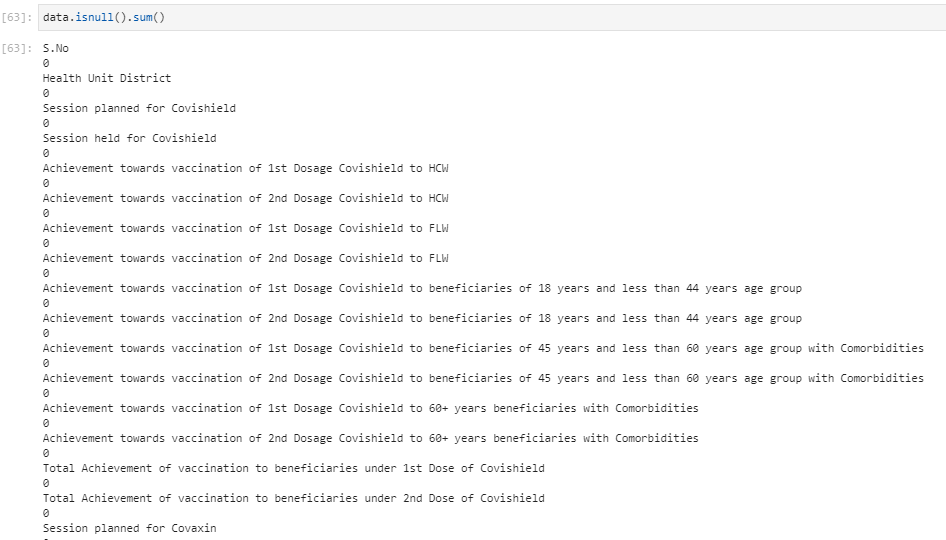 [63]: data.isnull().sum()
[63]: S.No
0
Health Unit District
0
Session planned for Covishield
0
Session held for Covishield
0
Achievement towards vaccination of 1st Dosage Covishield to HCW
0
Achievement towards vaccination of 2nd Dosage Covishield to HCW
0
Achievement towards vaccination of 1st Dosage Covishield to FLW
0
Achievement towards vaccination of 2nd Dosage Covishield to FLW
0
Achievement towards vaccination of 1st Dosage Covishield to beneficiaries of 18 years and less than 44 years age group
0
Achievement towards vaccination of 2nd Dosage Covishield to beneficiaries of 18 years and less than 44 years age group
0
Achievement towards vaccination of 1st Dosage Covishield to beneficiaries of 45 years and less than 60 years age group with Comorbidities
0
Achievement towards vaccination of 2nd Dosage Covishield to beneficiaries of 45 years and less than 60 years age group with Comorbidities
0
Achievement towards vaccination of 1st Dosage Covishield to 60+ years beneficiaries with Comorbidities
0
Achievement towards vaccination of 2nd Dosage Covishield to 60+ years beneficiaries with Comorbidities
0
Total Achievement of vaccination to beneficiaries under 1st Dose of Covishield
0
Total Achievement of vaccination to beneficiaries under 2nd Dose of Covishield
0
Session planned for Covaxin